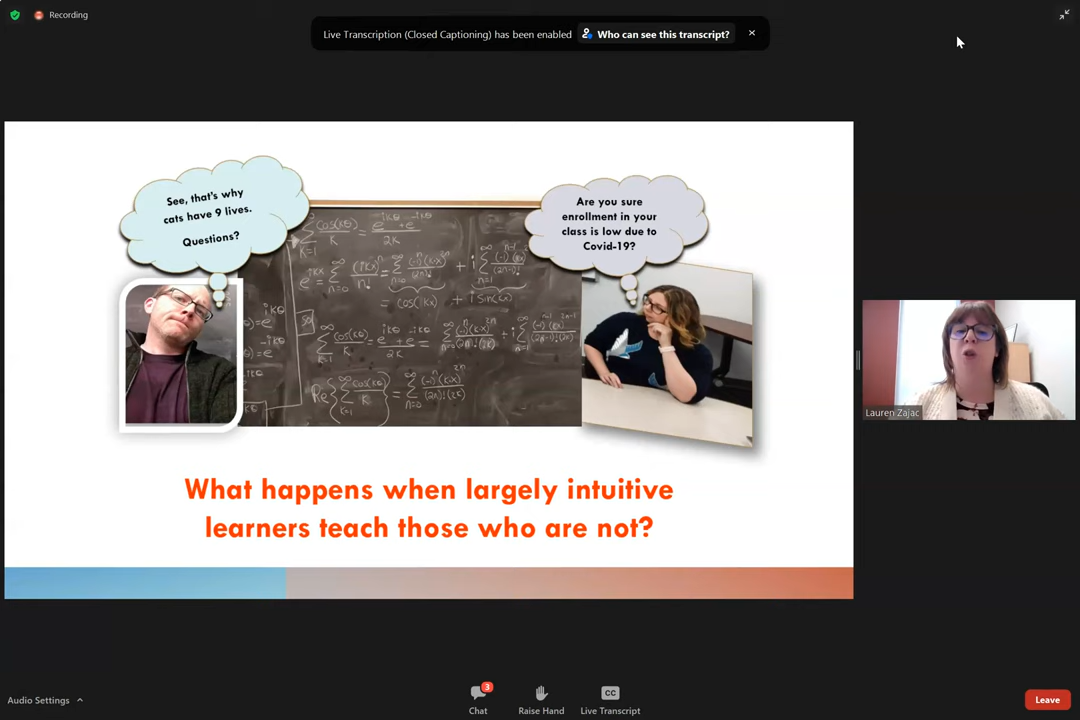 Recording
Live Transcription (Closed Captioning) has been enabled
Who can see this transcript?
See, that's why
cats have 9 lives.
Questions?
Are you sure
enrollment in your
class is low due to
Covid-19?
What happens when largely intuitive
learners teach those who are not?
Lauren Zajac
Audio Settings
3
Chat
Raise Hand
CC
Live Transcript
Leave